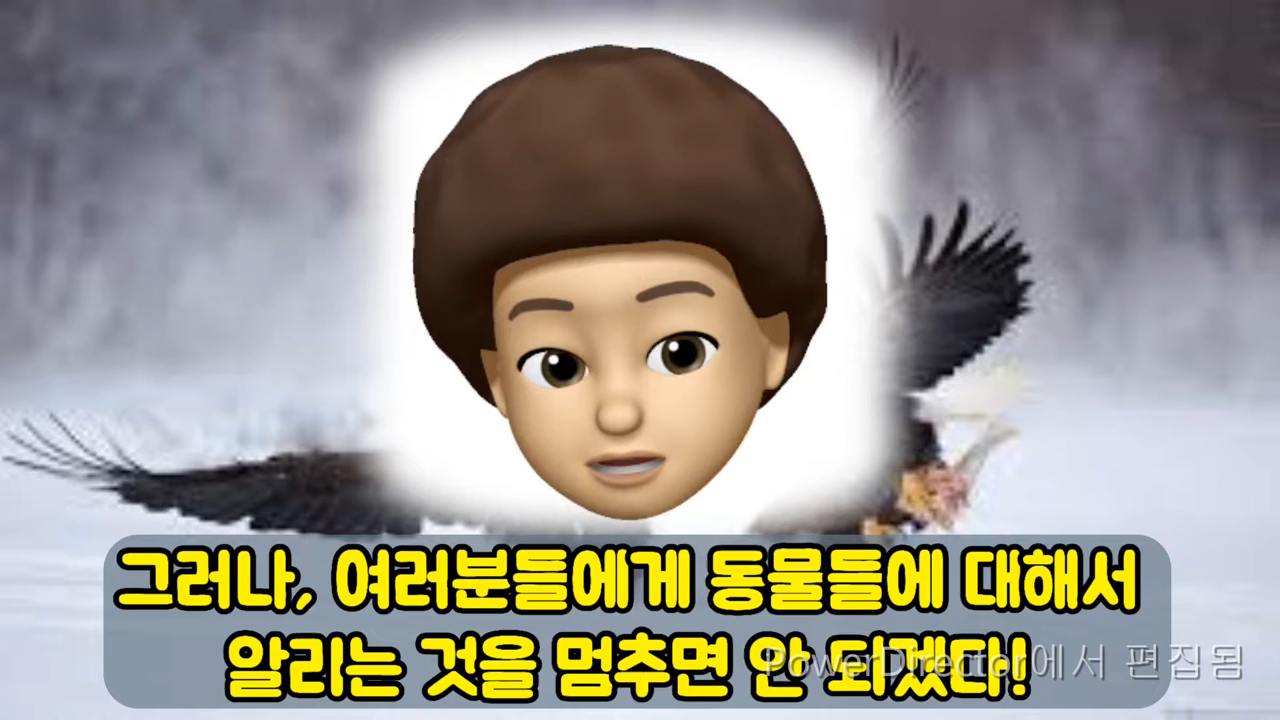 그러나, 여러분들에게 동물들에 대해서
알리는 것을 멈추면 안 되겠다!
PowerDirector에서 편집됨